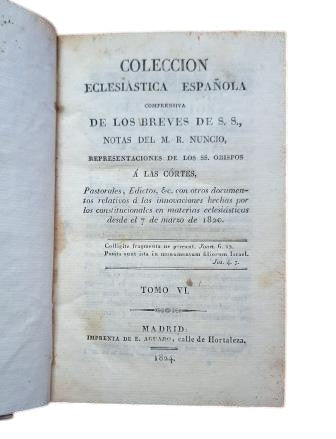 COLECCION
ECLESIÁSTICA ESPAÑOLA
COMPRENSIVA
DE LOS BREVES DE S. S.,
NOTAS DEL M. R. NUNCIO,
REPRESENTACIONES DE LOS SS. OBISPOS
Á LAS CÓRTES,
Pastorales, Edictos, &c. con otros documen-
tos relativos á las innovaciones hechas por
los constitucionales en materias eclesiásticas
desde el 7 de marzo de 1820.
Colligite fragmenta ne pereant. Joan. 6. 12.
Positi sunt ista in monumentum filiorum Israel.
Jos. 4. 7.
TOMO VI.
MADRID:
IMPRENTA DE E. AGUADO, calle de Hortaleza.
1824.